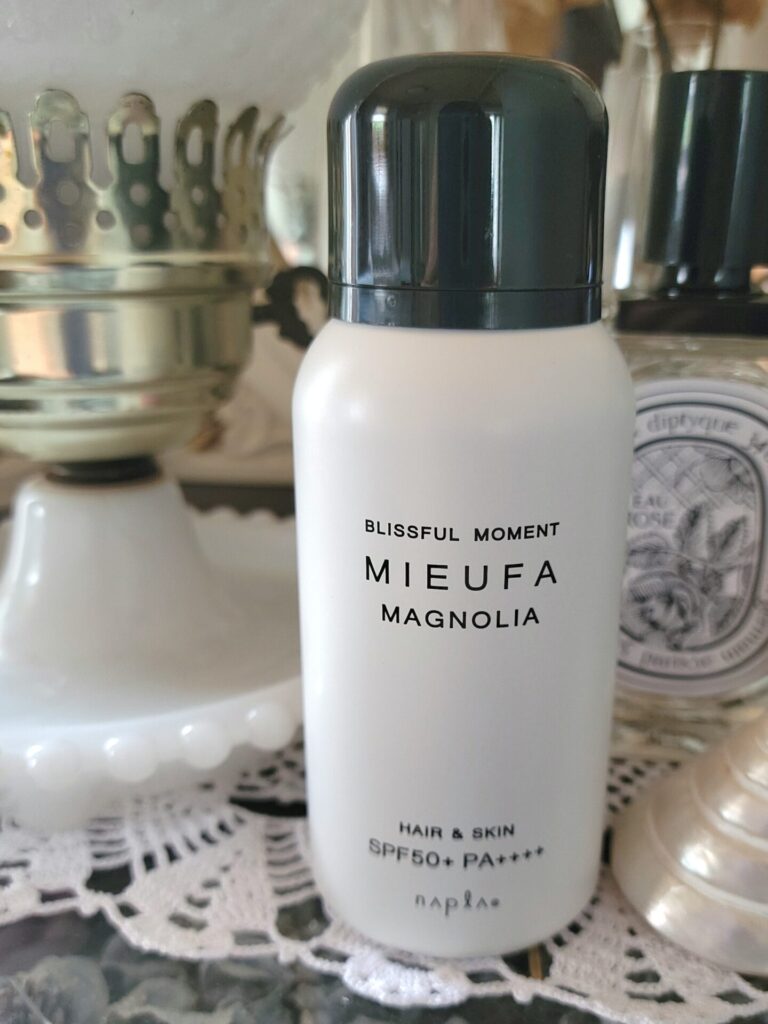 BLISSFUL MOMENT
MIEUFA
MAGNOLIA
HAIR & SKIN
SPF50+ PA++++
napla
diptyque
EAU
ROSE